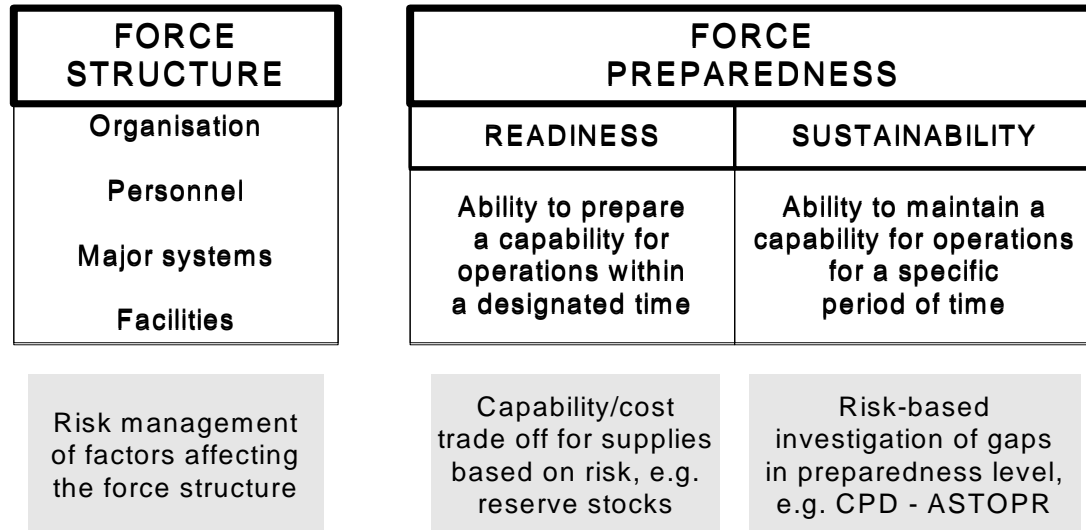 FORCE
STRUCTURE
Organisation
Personnel
Major systems
Facilities
Risk management
of factors affecting
the force structure
FORCE
PREPAREDNESS
READINESS
Ability to prepare
a capability for
operations within
a designated time
Capability/cost
trade off for supplies
based on risk, e.g.
reserve stocks
SUSTAINABILITY
Ability to maintain a
capability for operations
for a specific
period of time
Risk-based
investigation of gaps
in preparedness level,
e.g. CPD - ASTOPR